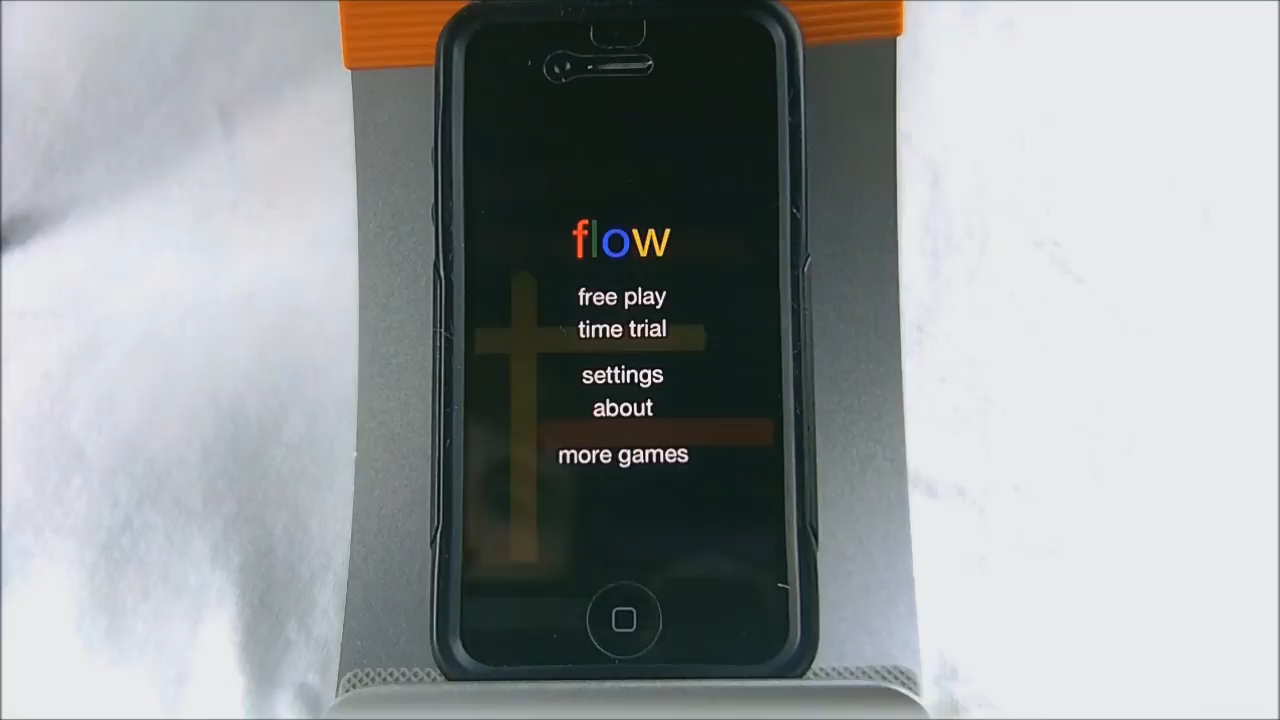 flow
free play
time trial
settings
about
more games